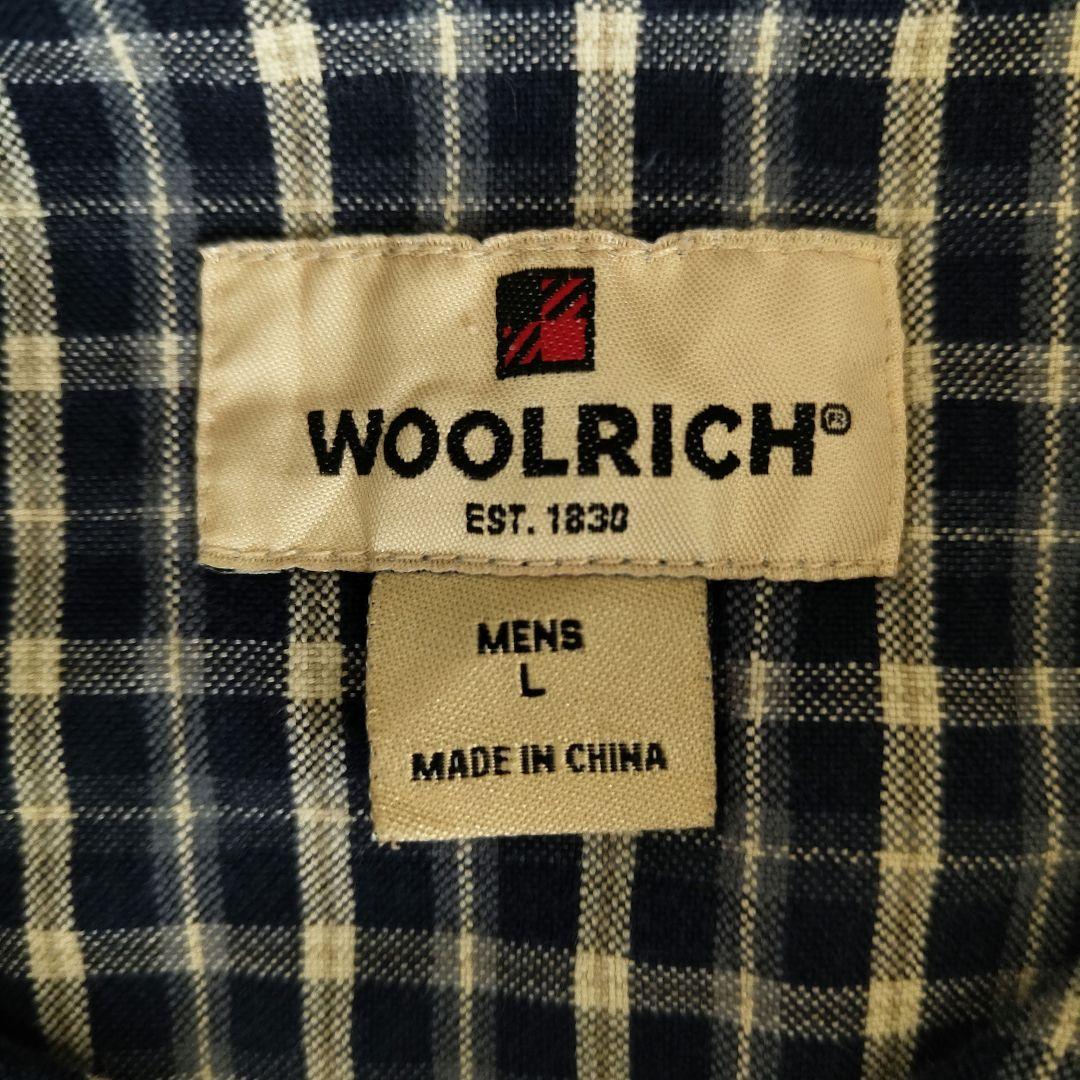 WOOLRICH®
EST. 1830
MENS
L
MADE IN CHINA